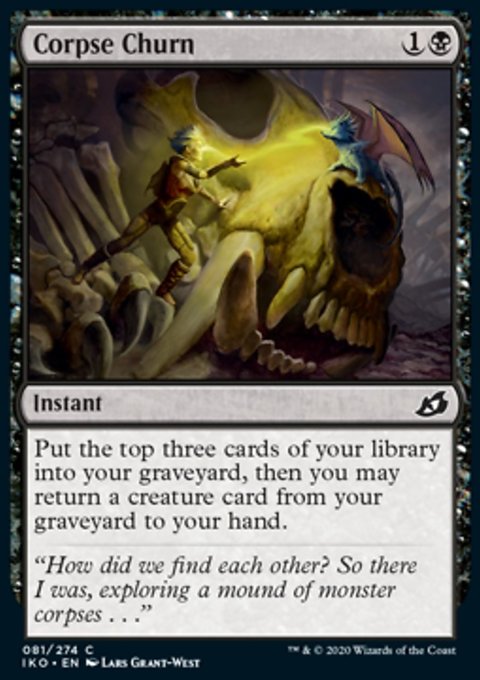 Corpse Churn 1
Instant
Put the top three cards of your library
into your graveyard, then you may
return a creature card from your
graveyard to your hand.
“How did we find each other? So there
I was, exploring a mound of monster
corpses . . .”
081/274 C
™ & © 2020 Wizards of the Coast
IKO • EN Lars Grant-West